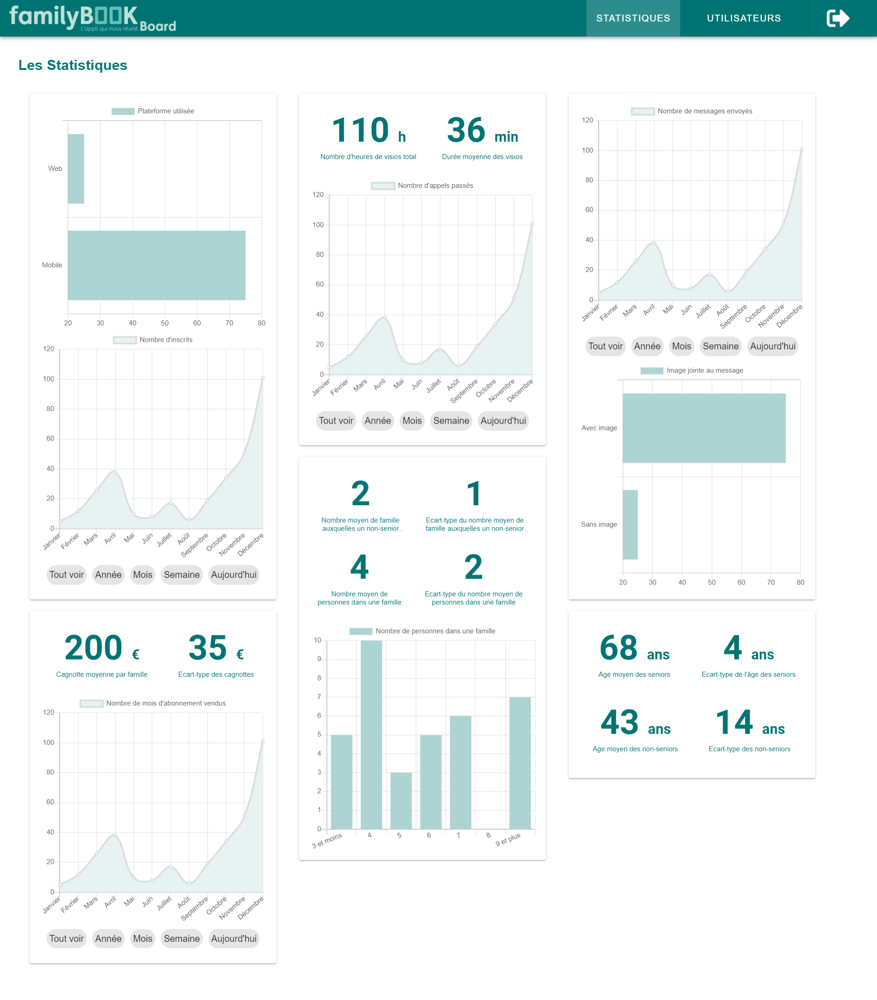 familyBOOK Board
L'appli qui nous réunit
STATISTIQUES
UTILISATEURS
Les Statistiques
Plateforme utilisée
Web
Mobile
20 30 40 50 60 70 80
Nombre d'inscrits
120
100
80
60
40
20
0
Janvier Février Mars Avril Mai Juin Juillet Août Septembre Octobre Novembre Décembre
Tout voir Année Mois Semaine Aujourd'hui
200 € 35 €
Cagnotte moyenne par famille Ecart-type des cagnottes
Nombre de mois d'abonnement vendus
120
100
80
60
40
20
0
Janvier Février Mars Avril Mai Juin Juillet Août Septembre Octobre Novembre Décembre
Tout voir Année Mois Semaine Aujourd'hui
110 h 36 min
Nombre d'heures de visios total Durée moyenne des visios
Nombre d'appels passés
120
100
80
60
40
20
0
Janvier Février Mars Avril Mai Juin Juillet Août Septembre Octobre Novembre Décembre
Tout voir Année Mois Semaine Aujourd'hui
2
Nombre moyen de famille
auxquelles un non-senior..
1
Ecart-type du nombre moyen de
famille auxquelles un non-senior..
4
Nombre moyen de
personnes dans une famille
2
Ecart-type du nombre moyen de
personnes dans une famille
Nombre de personnes dans une famille
10
9
8
7
6
5
4
3
2
1
0
3 et moins 4 5 6 7 8 9 et plus
Nombre de messages envoyés
120
100
80
60
40
20
0
Janvier Février Mars Avril Mai Juin Juillet Août Septembre Octobre Novembre Décembre
Tout voir Année Mois Semaine Aujourd'hui
Image jointe au message
Avec image
Sans image
20 30 40 50 60 70 80
68 ans 4 ans
Age moyen des seniors Ecart-type de l'âge des seniors
43 ans 14 ans
Age moyen des non-seniors Ecart-type des non-seniors